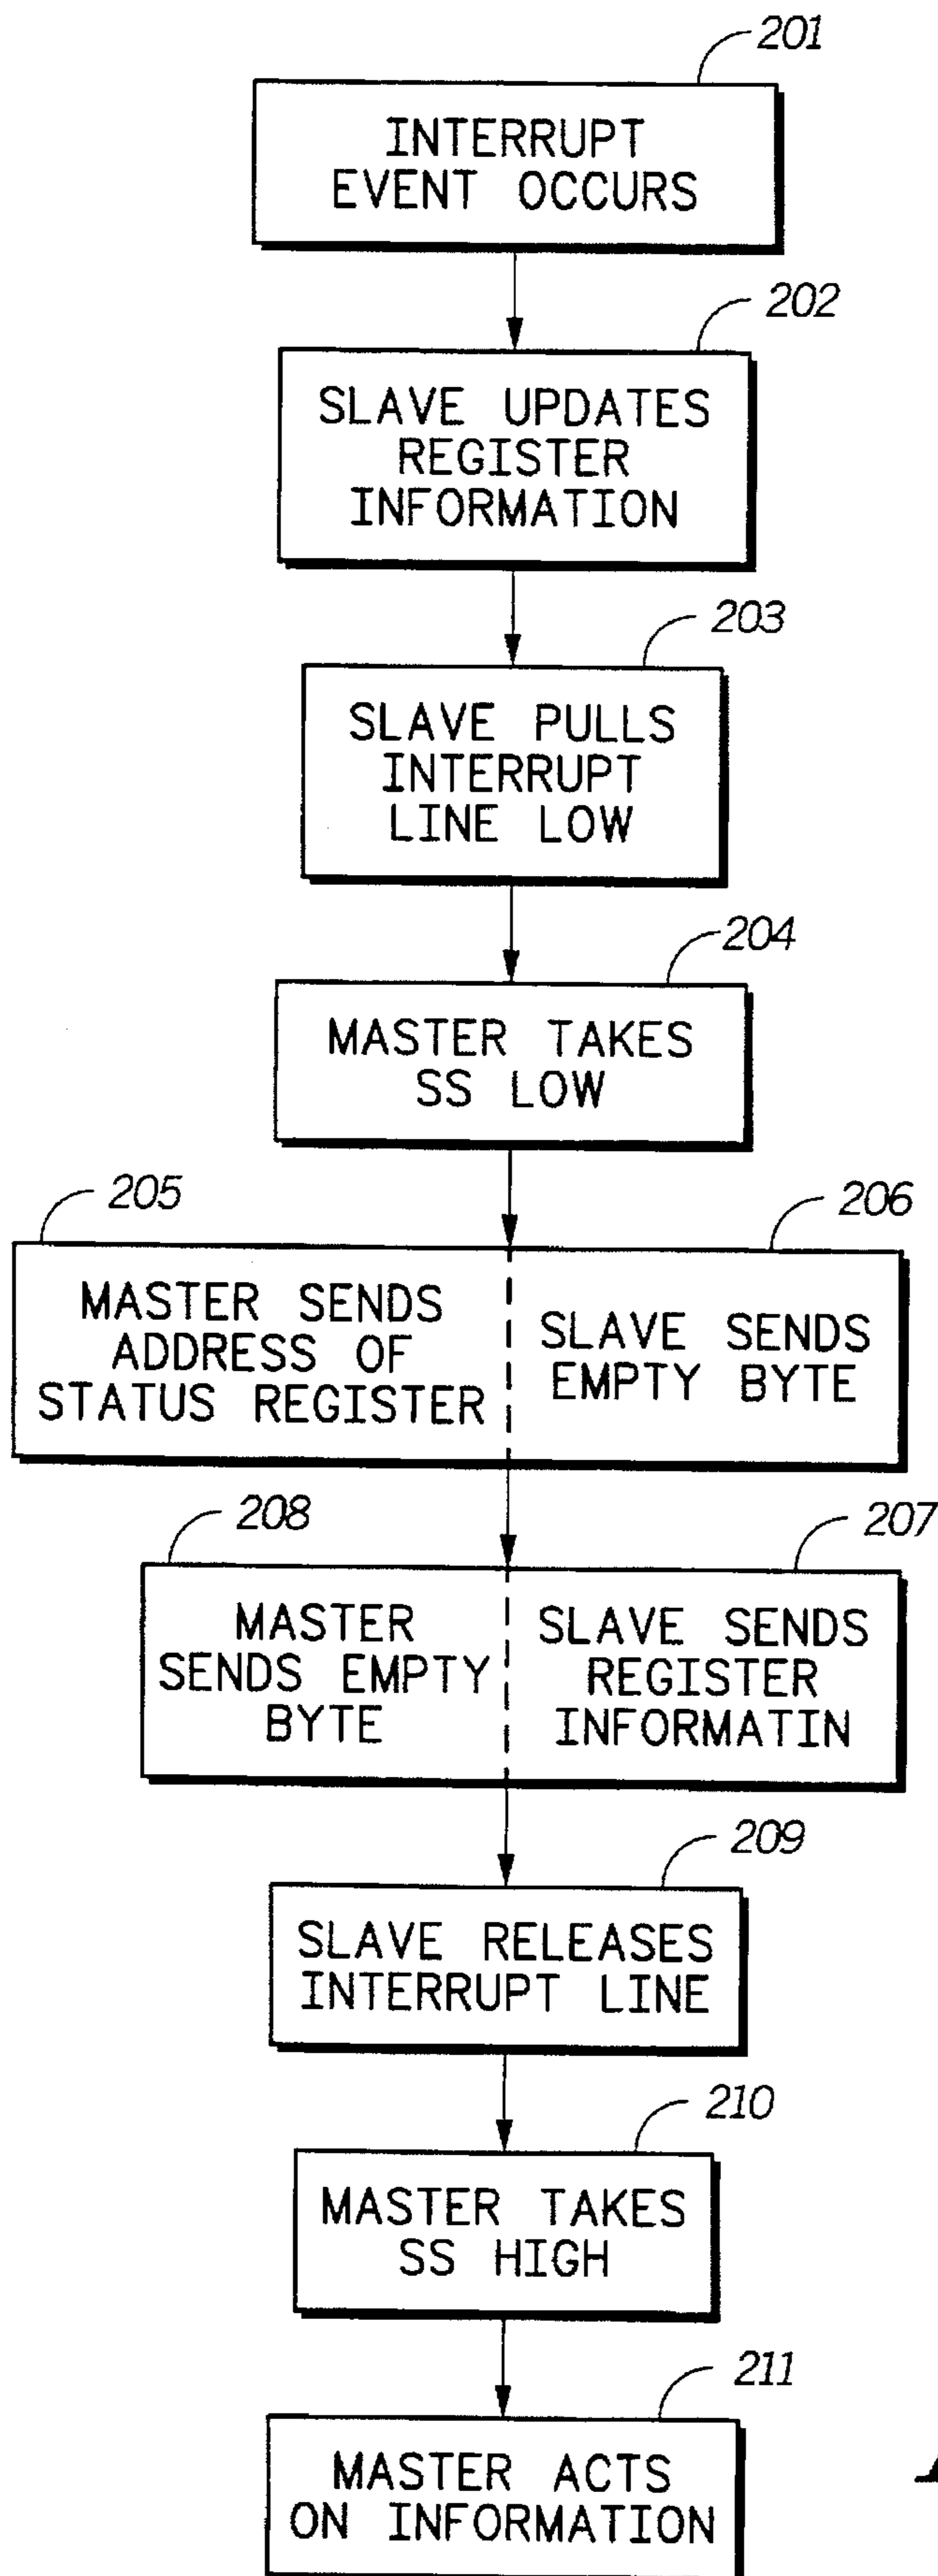 201
INTERRUPT
EVENT OCCURS
202
SLAVE UPDATES
REGISTER
INFORMATION
203
SLAVE PULLS
INTERRUPT
LINE LOW
204
MASTER TAKES
SS LOW
205
MASTER SENDS
ADDRESS OF
STATUS REGISTER
206
SLAVE SENDS
EMPTY BYTE
208
MASTER
SENDS EMPTY
BYTE
207
SLAVE SENDS
REGISTER
INFORMATIN
209
SLAVE RELEASES
INTERRUPT LINE
210
MASTER TAKES
SS HIGH
211
MASTER ACTS
ON INFORMATION